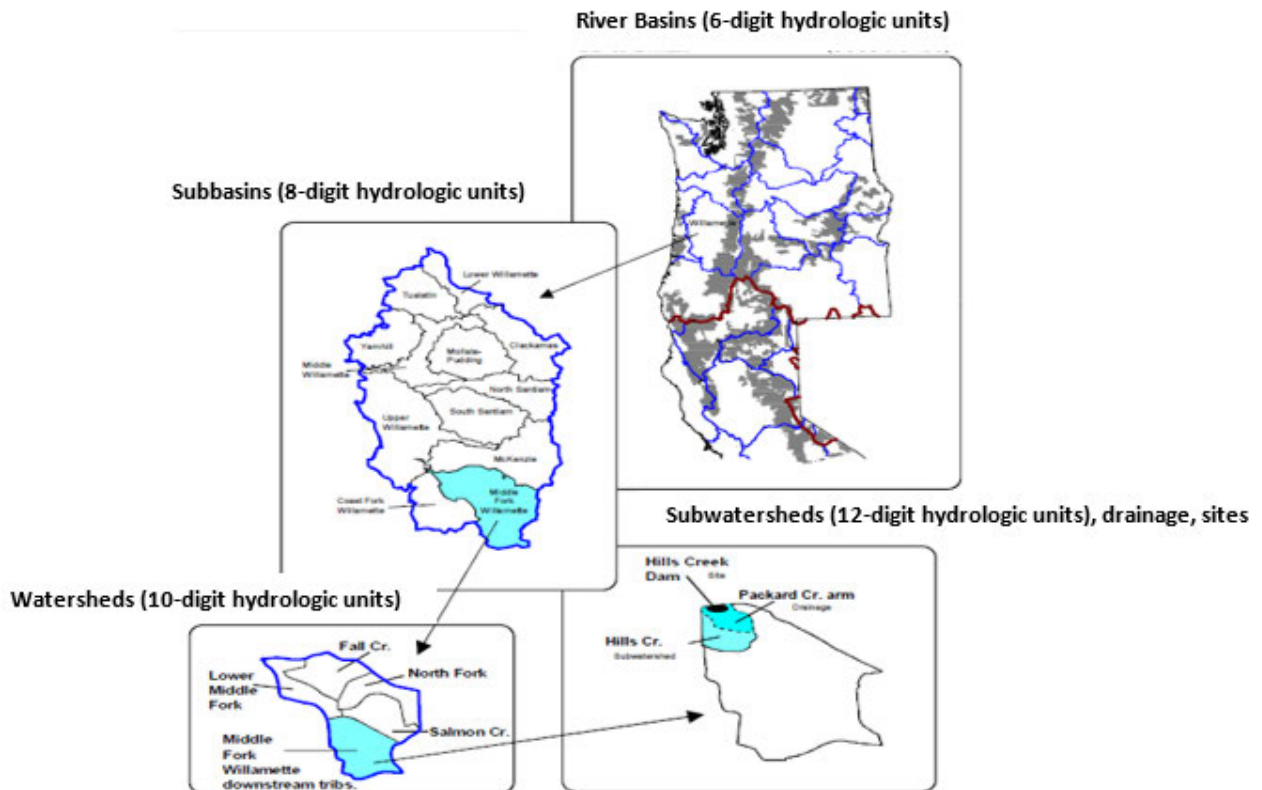 River Basins (6-digit hydrologic units)
Willamette
Subbasins (8-digit hydrologic units)
Lower Willamette
Tualatin
Yamhill
Clackamas
Mollala-
Pudding
Middle
Willamette
North Santiam
South Santiam
Upper
Willamette
McKenzie
Coast Fork
Willamette
Middle
Fork
Willamette
Subwatersheds (12-digit hydrologic units), drainage, sites
Hills Creek
Dam
Site
Packard Cr. arm
Drainage
Hills Cr.
Subwatershed
Watersheds (10-digit hydrologic units)
Fall Cr.
North Fork
Lower
Middle
Fork
Salmon Cr.
Middle
Fork
Willamette
downstream tribs.